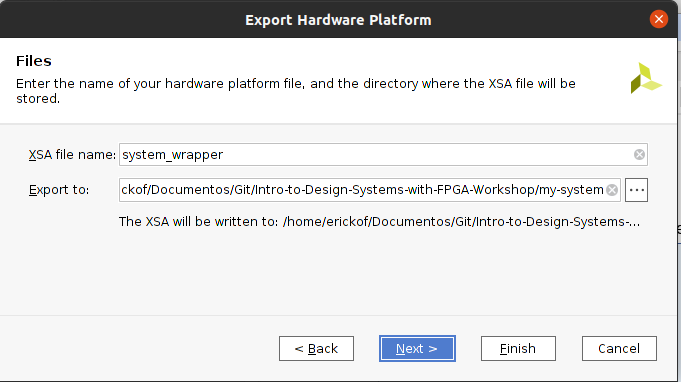 Export Hardware Platform
Files
Enter the name of your hardware platform file, and the directory where the XSA file will be
stored.
XSA file name: system_wrapper
Export to: ckof/Documentos/Git/Intro-to-Design-Systems-with-FPGA-Workshop/my-system ...
The XSA will be written to: /home/erickof/Documentos/Git/Intro-to-Design-Systems-...
< Back Next > Finish Cancel